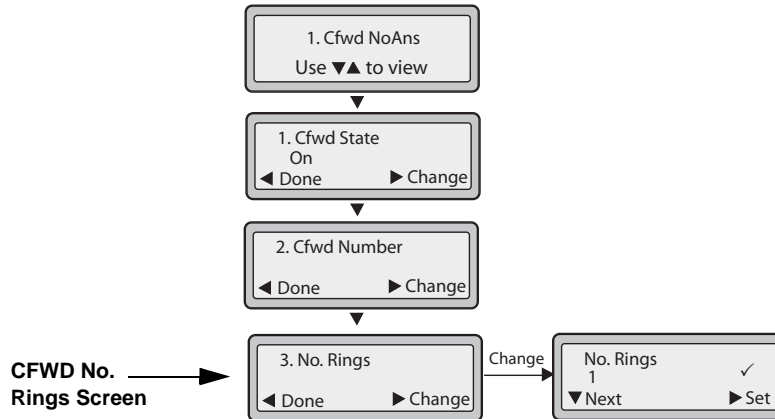 1. Cfwd NoAns
Use ▼▲ to view
▼
1. Cfwd State
On
◀ Done ▶ Change
▼
2. Cfwd Number
◀ Done ▶ Change
▼
CFWD No.
Rings Screen
3. No. Rings
◀ Done ▶ Change
Change
No. Rings
1 ✓
▼ Next ▶ Set